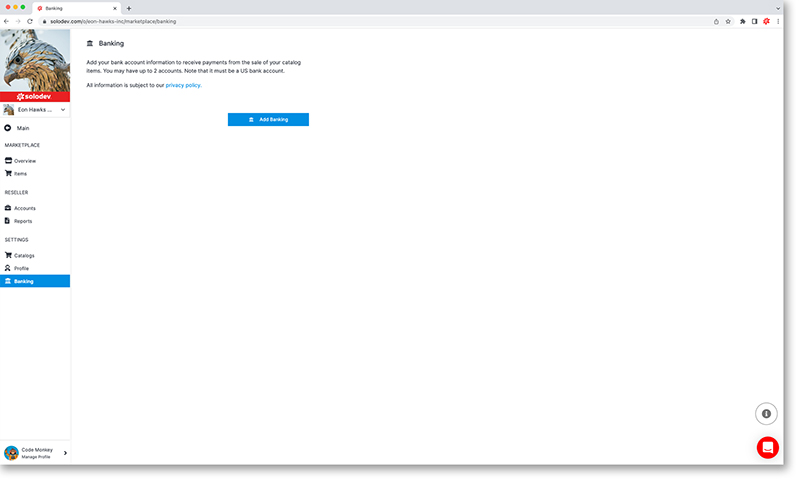 Banking
solodev.com/o/eon-hawks-inc/marketplace/banking
solodev
Eon Hawks ...
Main
MARKETPLACE
Overview
Items
RESELLER
Accounts
Reports
SETTINGS
Catalogs
Profile
Banking
Code Monkey
Manage Profile
Banking
Add your bank account information to receive payments from the sale of your catalog
items. You may have up to 2 accounts. Note that it must be a US bank account.
All information is subject to our privacy policy.
Add Banking